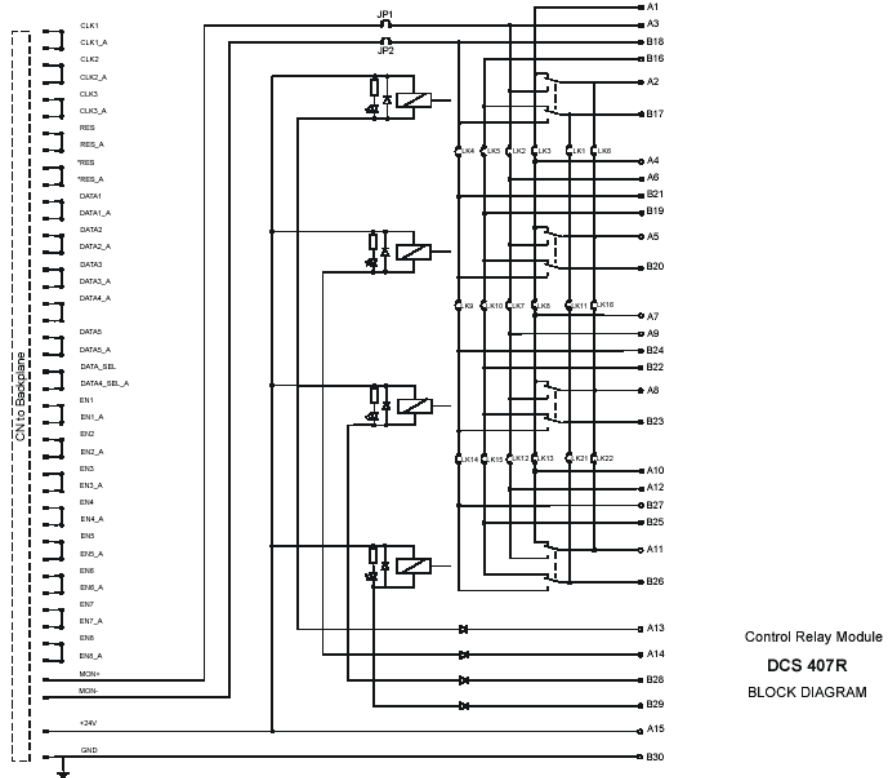 CN to Backplane
CLK1
CLK1_A
CLK2
CLK2_A
CLK3
CLK3_A
RES
RES_A
*RES
*RES_A
DATA1
DATA1_A
DATA2
DATA2_A
DATA3
DATA3_A
DATA4_A
DATA5
DATA5_A
DATA_SEL
DATA4_SEL_A
EN1
EN1_A
EN2
EN2_A
EN3
EN3_A
EN4
EN4_A
EN5
EN5_A
EN6
EN6_A
EN7
EN7_A
EN8
EN8_A
MON+
MON-
+24V
GND
JP1
JP2
LK4 LK5 LK2 LK3 LK1 LK6
LK9 LK10 LK7 LK8 LK11 LK16
LK14 LK15 LK12 LK13 LK21 LK22
A1
A3
B18
B16
A2
B17
A4
A6
B21
B19
A5
B20
A7
A9
B24
B22
A8
B23
A10
A12
B27
B25
A11
B26
A13
A14
B28
B29
A15
B30
Control Relay Module
DCS 407R
BLOCK DIAGRAM